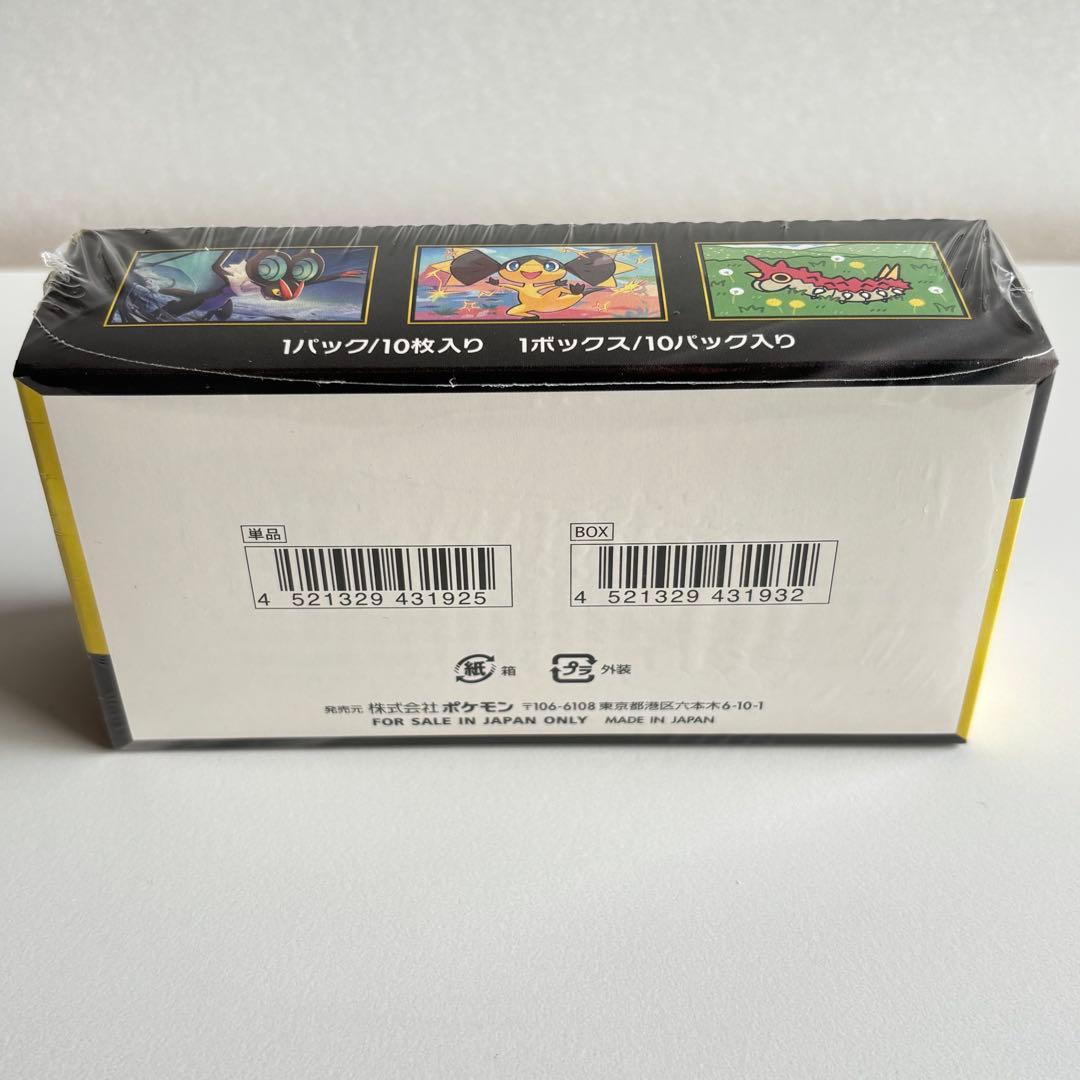 1パック/10枚入り 1ボックス/10パック入り
単品
4 521329 431925
BOX
4 521329 431932
紙 箱 プラ 外装
発売元 株式会社 ポケモン 〒106-6108 東京都港区六本木6-10-1
FOR SALE IN JAPAN ONLY MADE IN JAPAN